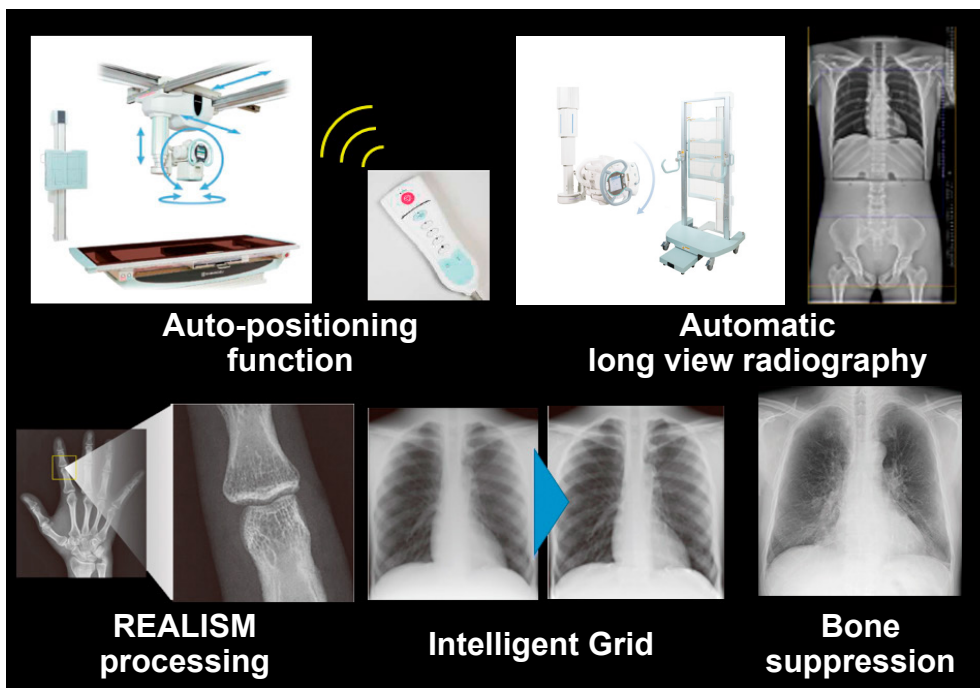 Auto-positioning
function
Automatic
long view radiography
REALISM
processing
Intelligent Grid
Bone
suppression